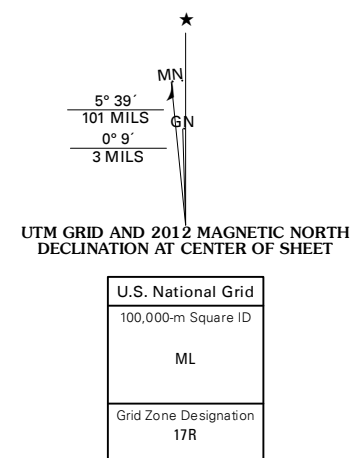 ★
MN
5° 39´
101 MILS
GN
0° 9´
3 MILS
UTM GRID AND 2012 MAGNETIC NORTH
DECLINATION AT CENTER OF SHEET
U.S. National Grid
100,000-m Square ID
ML
Grid Zone Designation
17R